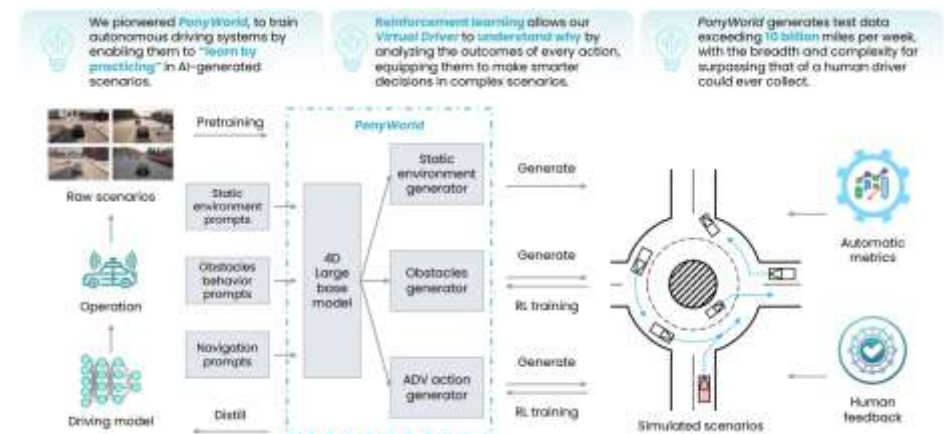 We pioneered PonyWorld, to train
autonomous driving systems by
enabling them to "learn by
practicing" in AI-generated
scenarios.
Reinforcement learning allows our
Virtual Driver to understand why by
analyzing the outcomes of every action,
equipping them to make smarter
decisions in complex scenarios.
PonyWorld generates test data
exceeding 10 billion miles per week,
with the breadth and complexity far
surpassing that of a human driver
could ever collect.
Pretraining
PonyWorld
Raw scenarios
Static
environment
prompts
Static
environment
generator
Generate
Automatic
metrics
Operation
Obstacles
behavior
prompts
4D
Large
base
model
Obstacles
generator
Generate
RL training
Driving model
Navigation
prompts
ADV action
generator
Generate
RL training
Distill
Simulated scenarios
Human
feedback